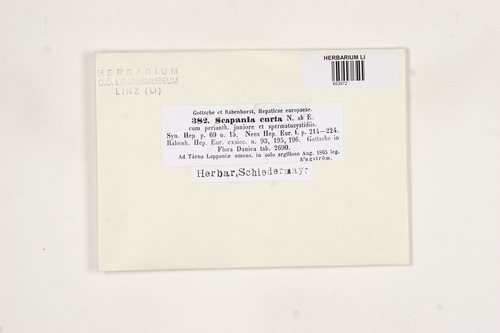 HERBARIUM
O.Ö. LANDESMUSEUM
LINZ (LI)
HERBARIUM LI
Gottsche et Rabenhorst, Hepaticae europaeae.
382. Scapania curta N. ab E.
cum perianth. juniore et spermatocystidiis.
Syn. Hep. p. 69 n. 15. Nees Hep. Eur. I, p. 214—224.
Rabenh. Hep. Eur. exsicc. n. 93, 195, 196. Gottsche in
Flora Danica tab. 2690.
Ad Tärna Lapponiae umens. in solo argilloso Aug. 1865 leg.
Ångström.
Herbar, Schiedermayr